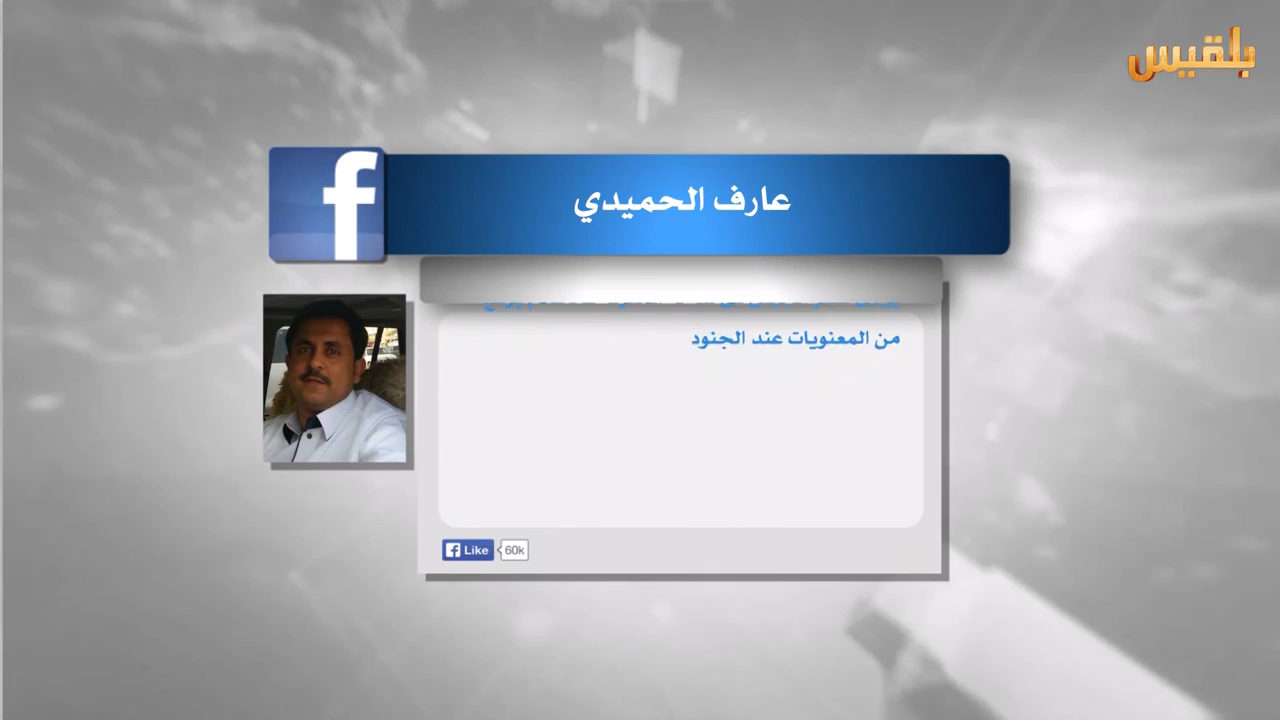 بلقيس
عارف الحميدي
من المعنويات عند الجنود
Like
60k